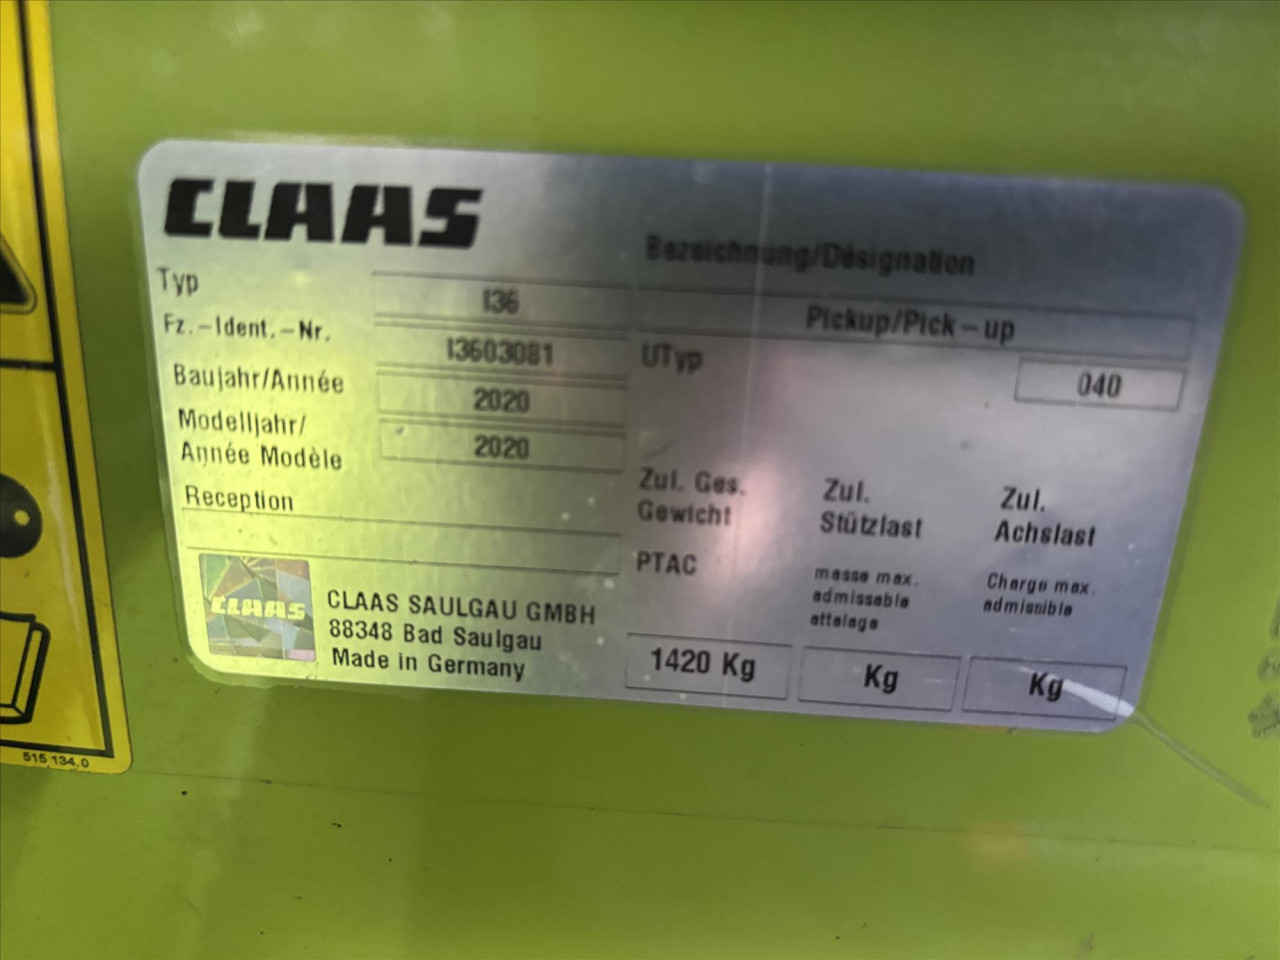 CLAAS
Bezeichnung/Désignation
Typ I36 Pickup/Pick-up
Fz.-Ident.-Nr. I3603081 UTyp 040
Baujahr/Année 2020
Modelljahr/
Année Modèle 2020
Reception
Zul. Ges. Gewicht
PTAC
1420 Kg
Zul. Stützlast
masse max.
admissable
attelage
Kg
Zul. Achslast
Charge max.
admissible
Kg
CLAAS
CLAAS SAULGAU GMBH
88348 Bad Saulgau
Made in Germany
515 134.0